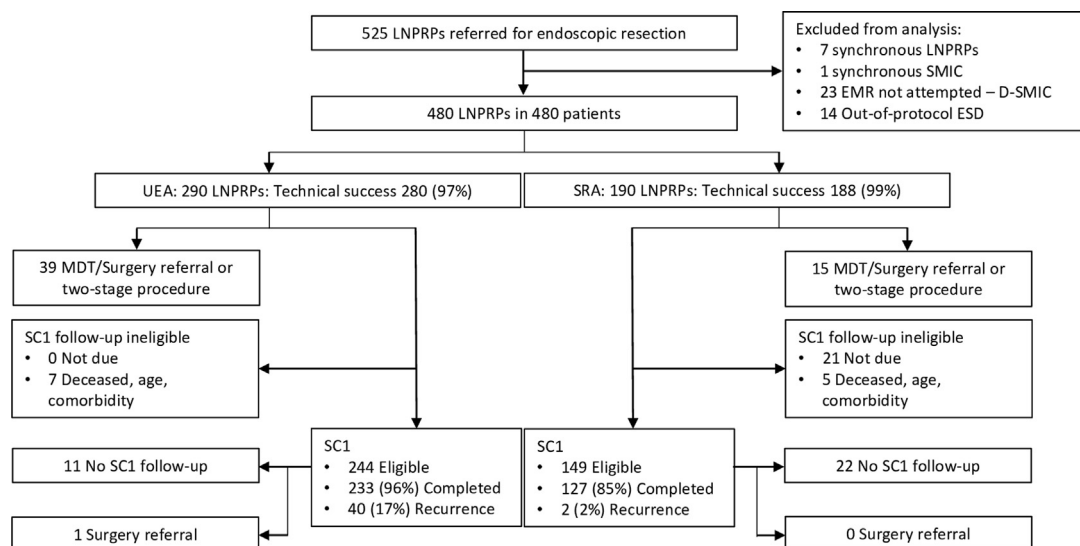 525 LNPRPs referred for endoscopic resection
Excluded from analysis:
• 7 synchronous LNPRPs
• 1 synchronous SMIC
• 23 EMR not attempted – D-SMIC
• 14 Out-of-protocol ESD
480 LNPRPs in 480 patients
UEA: 290 LNPRPs: Technical success 280 (97%)
SRA: 190 LNPRPs: Technical success 188 (99%)
39 MDT/Surgery referral or
two-stage procedure
15 MDT/Surgery referral or
two-stage procedure
SC1 follow-up ineligible
• 0 Not due
• 7 Deceased, age,
comorbidity
SC1 follow-up ineligible
• 21 Not due
• 5 Deceased, age,
comorbidity
SC1
• 244 Eligible
• 233 (96%) Completed
• 40 (17%) Recurrence
SC1
• 149 Eligible
• 127 (85%) Completed
• 2 (2%) Recurrence
11 No SC1 follow-up
22 No SC1 follow-up
1 Surgery referral
0 Surgery referral